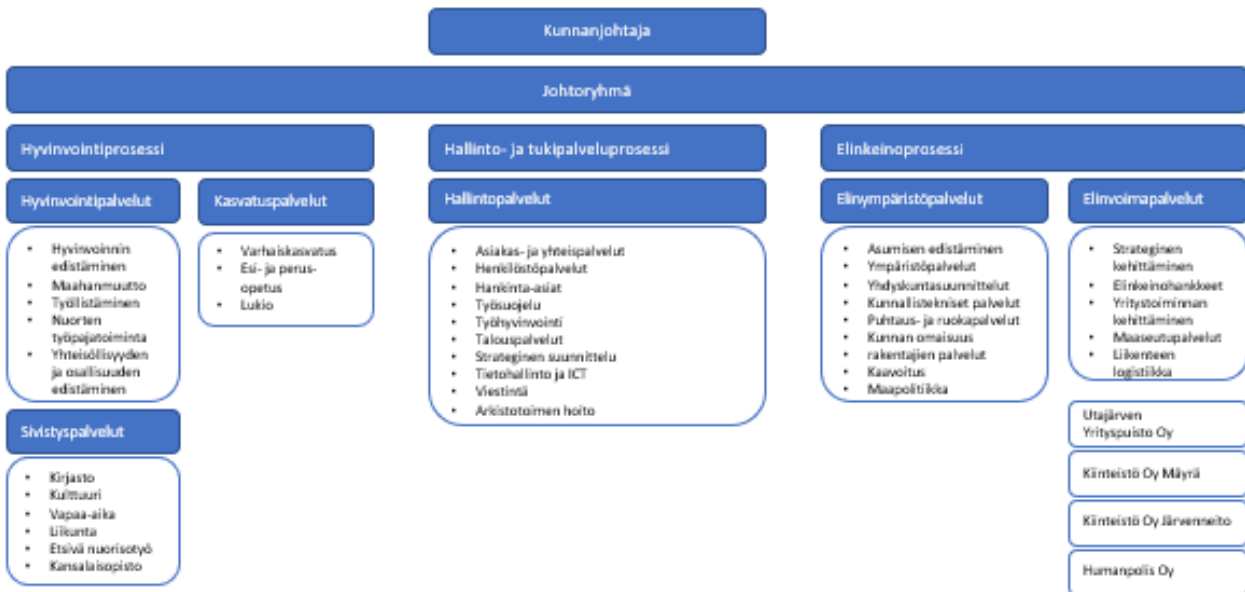 Kunnanjohtaja
Johtoryhmä
Hyvinvointiprosessi
Hyvinvointipalvelut
• Hyvinvoinnin
edistäminen
• Maahanmuutto
• Työllistäminen
• Nuorten
työpajatoiminta
• Yhteisöllisyyden
ja osallisuuden
edistäminen
Sivistyspalvelut
• Kirjasto
• Kulttuuri
• Vapaa-aika
• Liikunta
• Etsivä nuorisotyö
• Kansalaisopisto
Kasvatuspalvelut
• Varhaiskasvatus
• Esi- ja perus-
opetus
• Lukio
Hallinto- ja tukipalveluprosessi
Hallintopalvelut
• Asiakas- ja yhteispalvelut
• Henkilöstöpalvelut
• Hankinta-asiat
• Työsuojelu
• Työhyvinvointi
• Talouspalvelut
• Strateginen suunnittelu
• Tietohallinto ja ICT
• Viestintä
• Arkistotoimen hoito
Elinkeinoprosessi
Elinympäristöpalvelut
• Asumisen edistäminen
• Ympäristöpalvelut
• Yhdyskuntasuunnittelut
• Kunnallistekniset palvelut
• Puhtaus- ja ruokapalvelut
• Kunnan omaisuus
• rakentajien palvelut
• Kaavoitus
• Maapolitiikka
Elinvoimapalvelut
• Strateginen
kehittäminen
• Elinkeinohankkeet
• Yritystoiminnan
kehittäminen
• Maaseutupalvelut
• Liikenteen
logistiikka
Utajärven
Yrityspuisto Oy
Kiinteistö Oy Mäyrä
Kiinteistö Oy Järvenneito
Humanpolis Oy